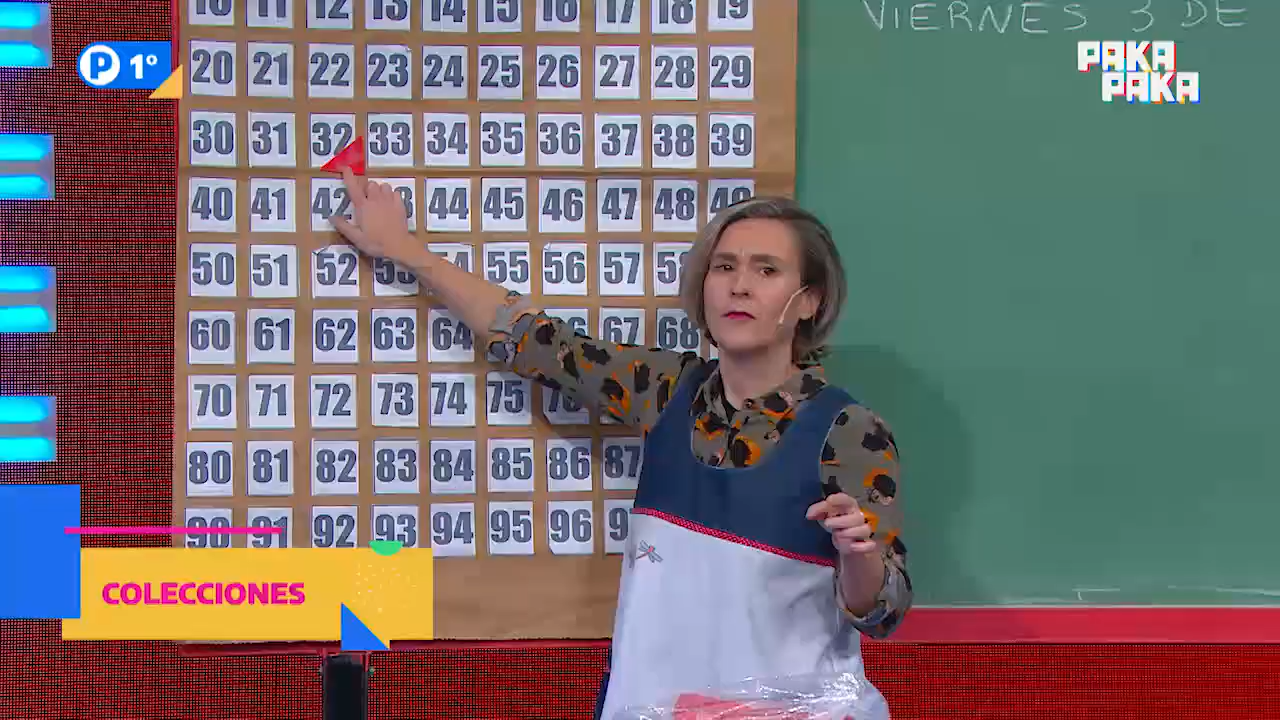 10 11 12 13 14 15 16 17 18 19
VIERNES 3 DE
P 1°
PAKA
PAKA
20 21 22 23 24 25 26 27 28 29
30 31 32 33 34 35 36 37 38 39
40 41 42 44 45 46 47 48 49
50 51 52 53 54 55 56 57
60 61 62 63 64 67 68
70 71 72 73 74 75
80 81 82 83 84 85 86 87
90 91 92 93 94 95 96
COLECCIONES